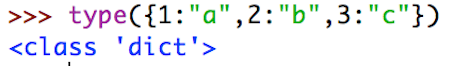 >>> type({1:"a",2:"b",3:"c"})
<class 'dict'>